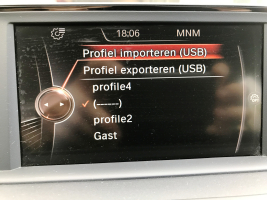 18:06 MNM
Profiel importeren (USB)
Profiel exporteren (USB)
profile4
(------)
profile2
Gast